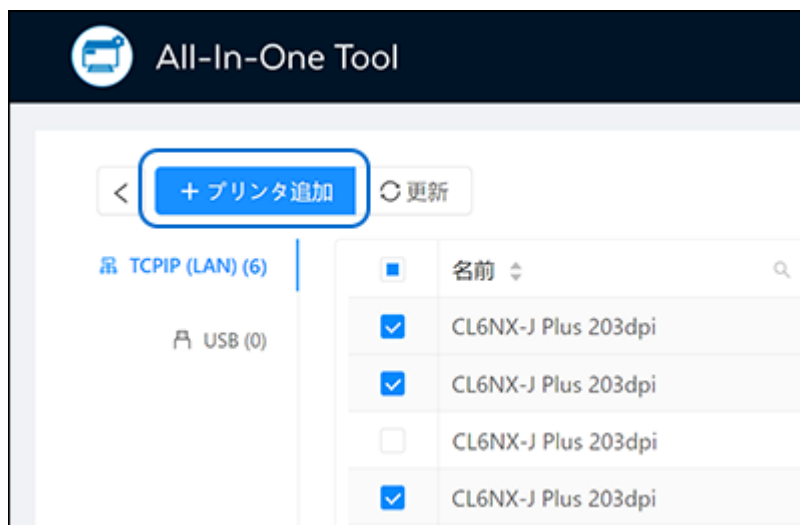 All-In-One Tool
< + プリンタ追加 更新
TCPIP (LAN) (6)
USB (0)
名前
CL6NX-J Plus 203dpi
CL6NX-J Plus 203dpi
CL6NX-J Plus 203dpi
CL6NX-J Plus 203dpi